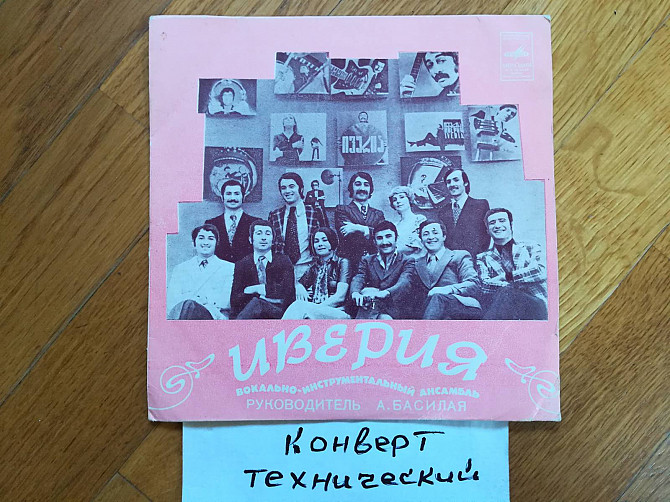 ИВЕРИЯ
ВОКАЛЬНО-ИНСТРУМЕНТАЛЬНЫЙ АНСАМБЛЬ
РУКОВОДИТЕЛЬ А.БАСИЛАЯ
Конверт
технический